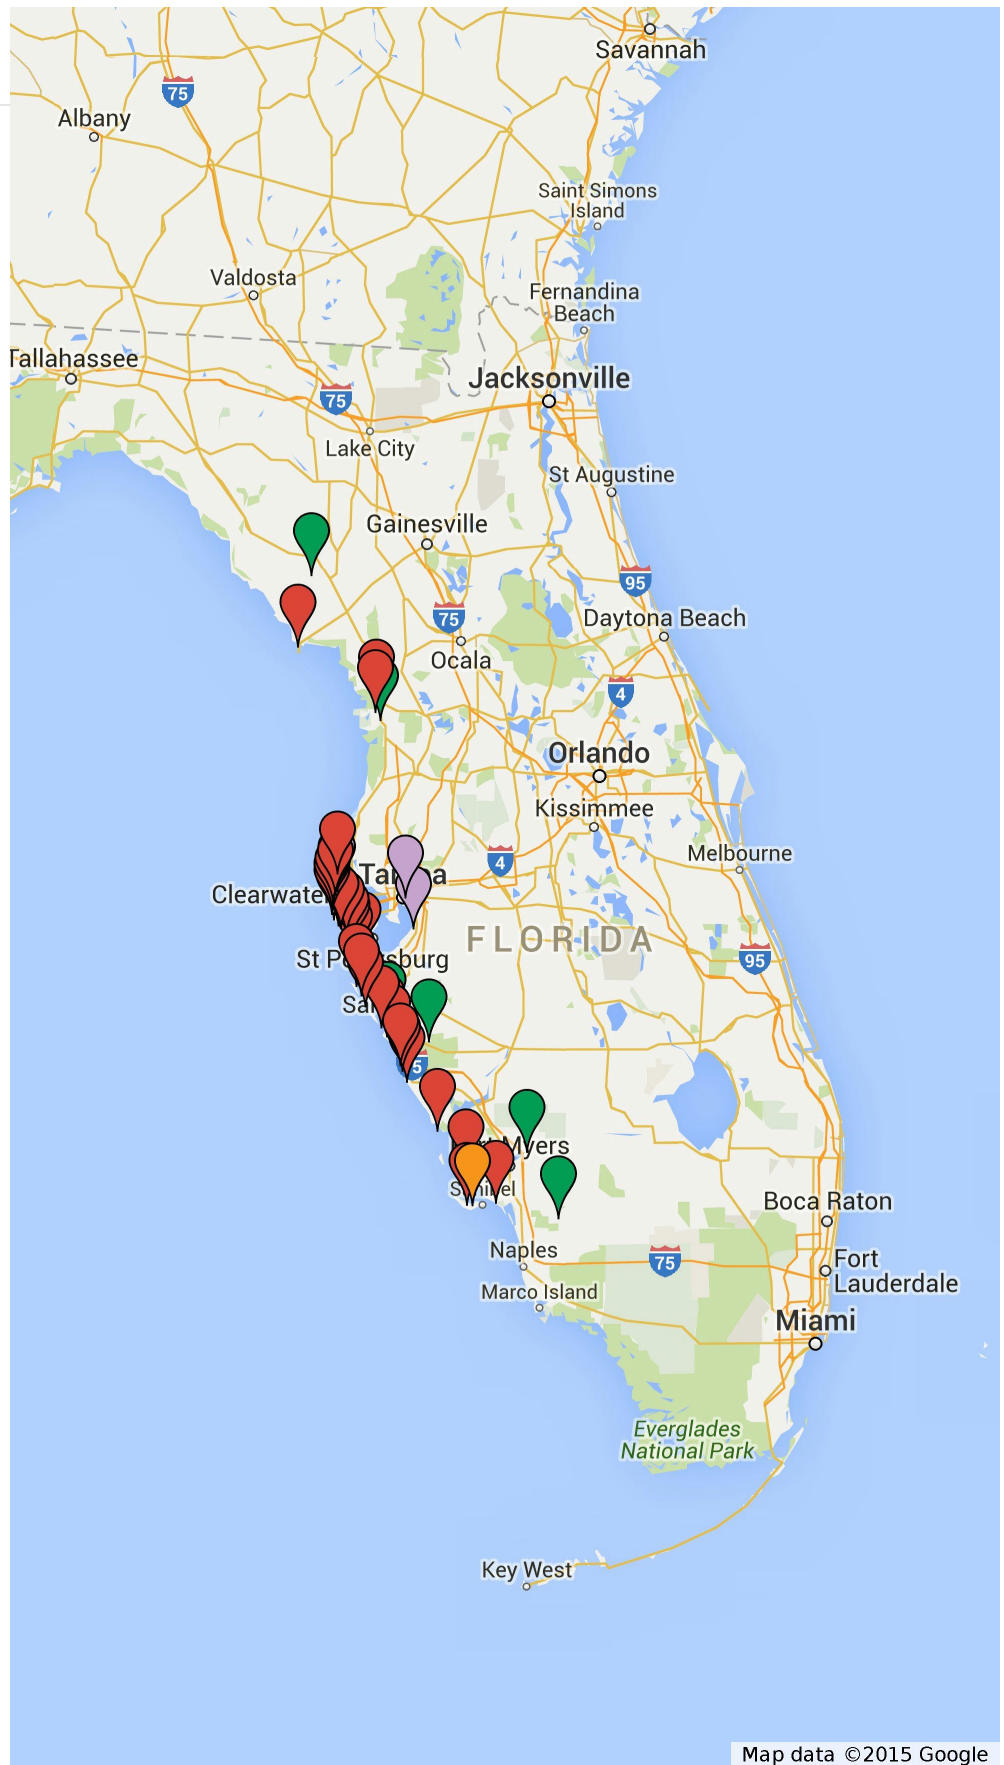 Savannah
75
Albany
Saint Simons
Island
Valdosta
Fernandina
Beach
Tallahassee
Jacksonville
75
Lake City
St Augustine
Gainesville
95
75
Daytona Beach
Ocala
4
Orlando
Kissimmee
Melbourne
4
Clearwater
FLORIDA
95
Myers
Boca Raton
Naples
75
Fort
Lauderdale
Marco Island
Miami
Everglades
National Park
Key West
Map data ©2015 Google